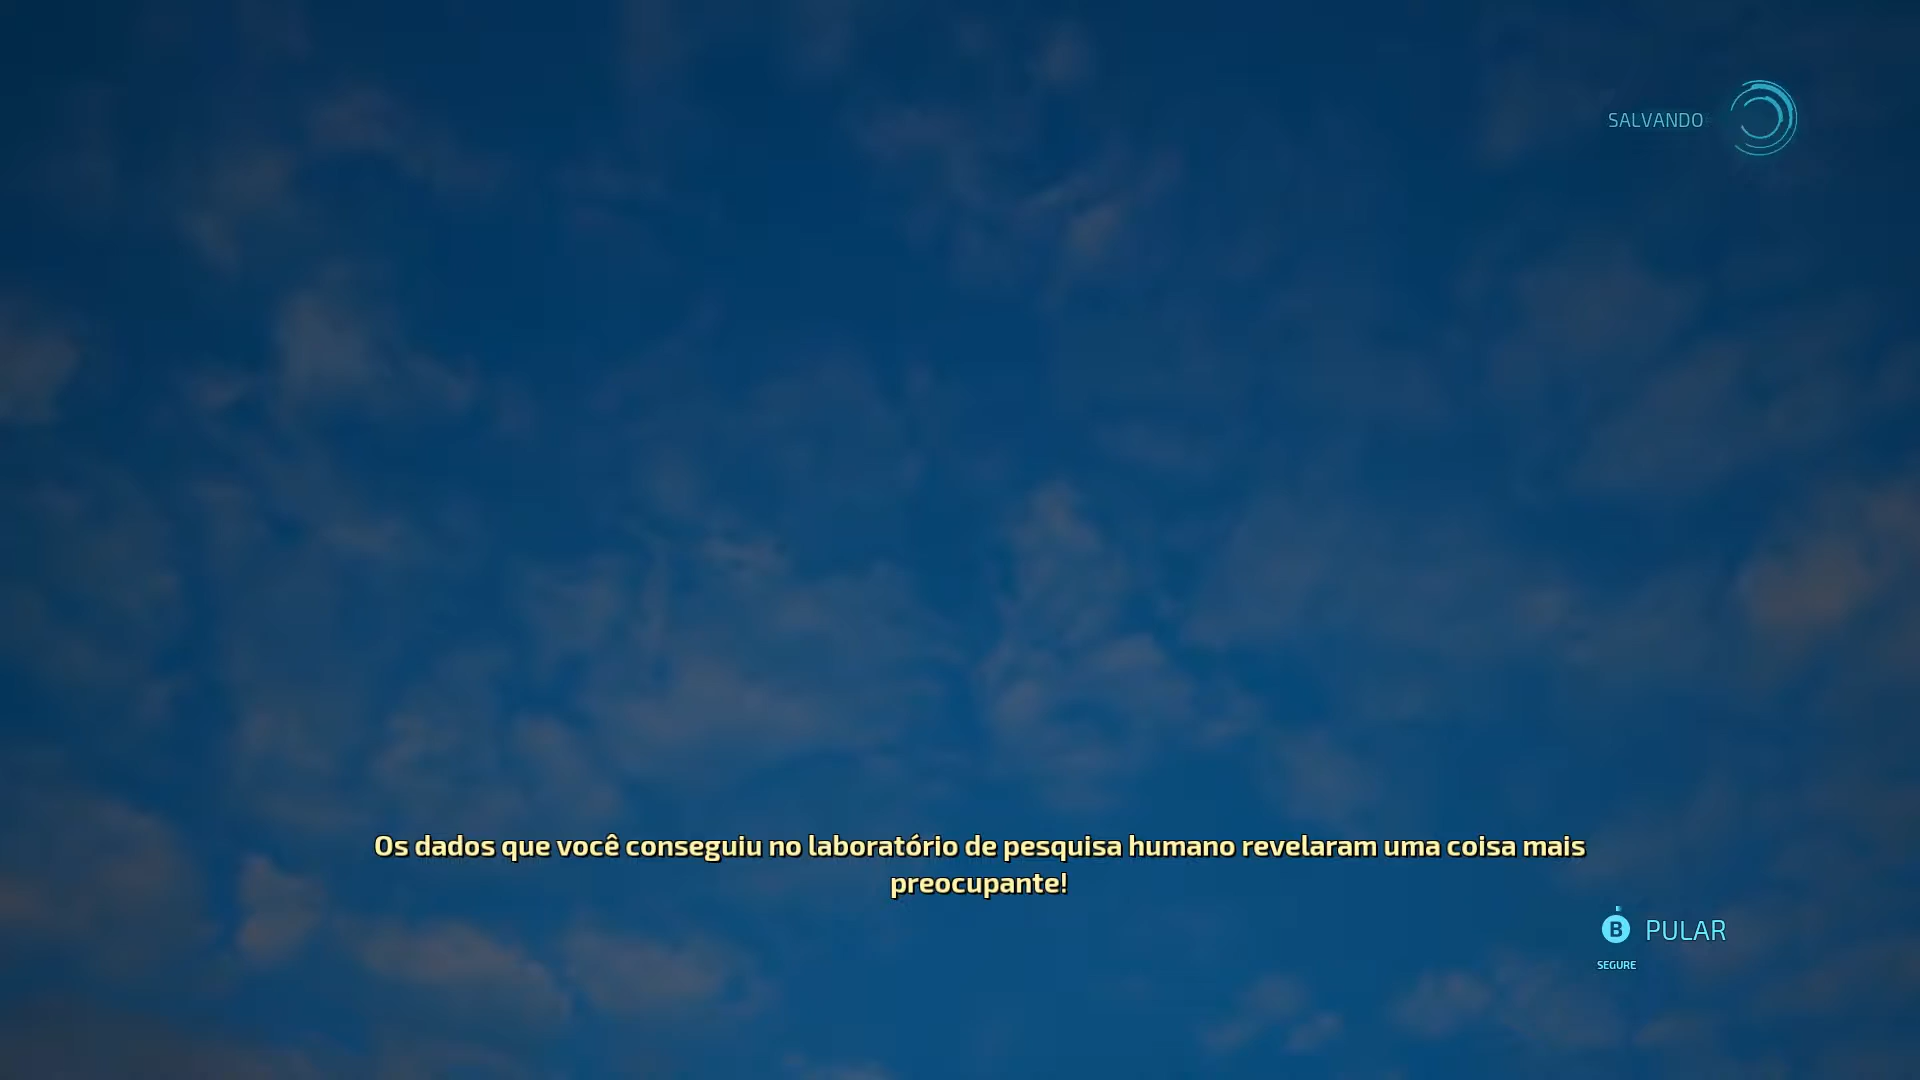 SALVANDO
Os dados que você conseguiu no laboratório de pesquisa humano revelaram uma coisa mais
preocupante!
B PULAR
SEGURE